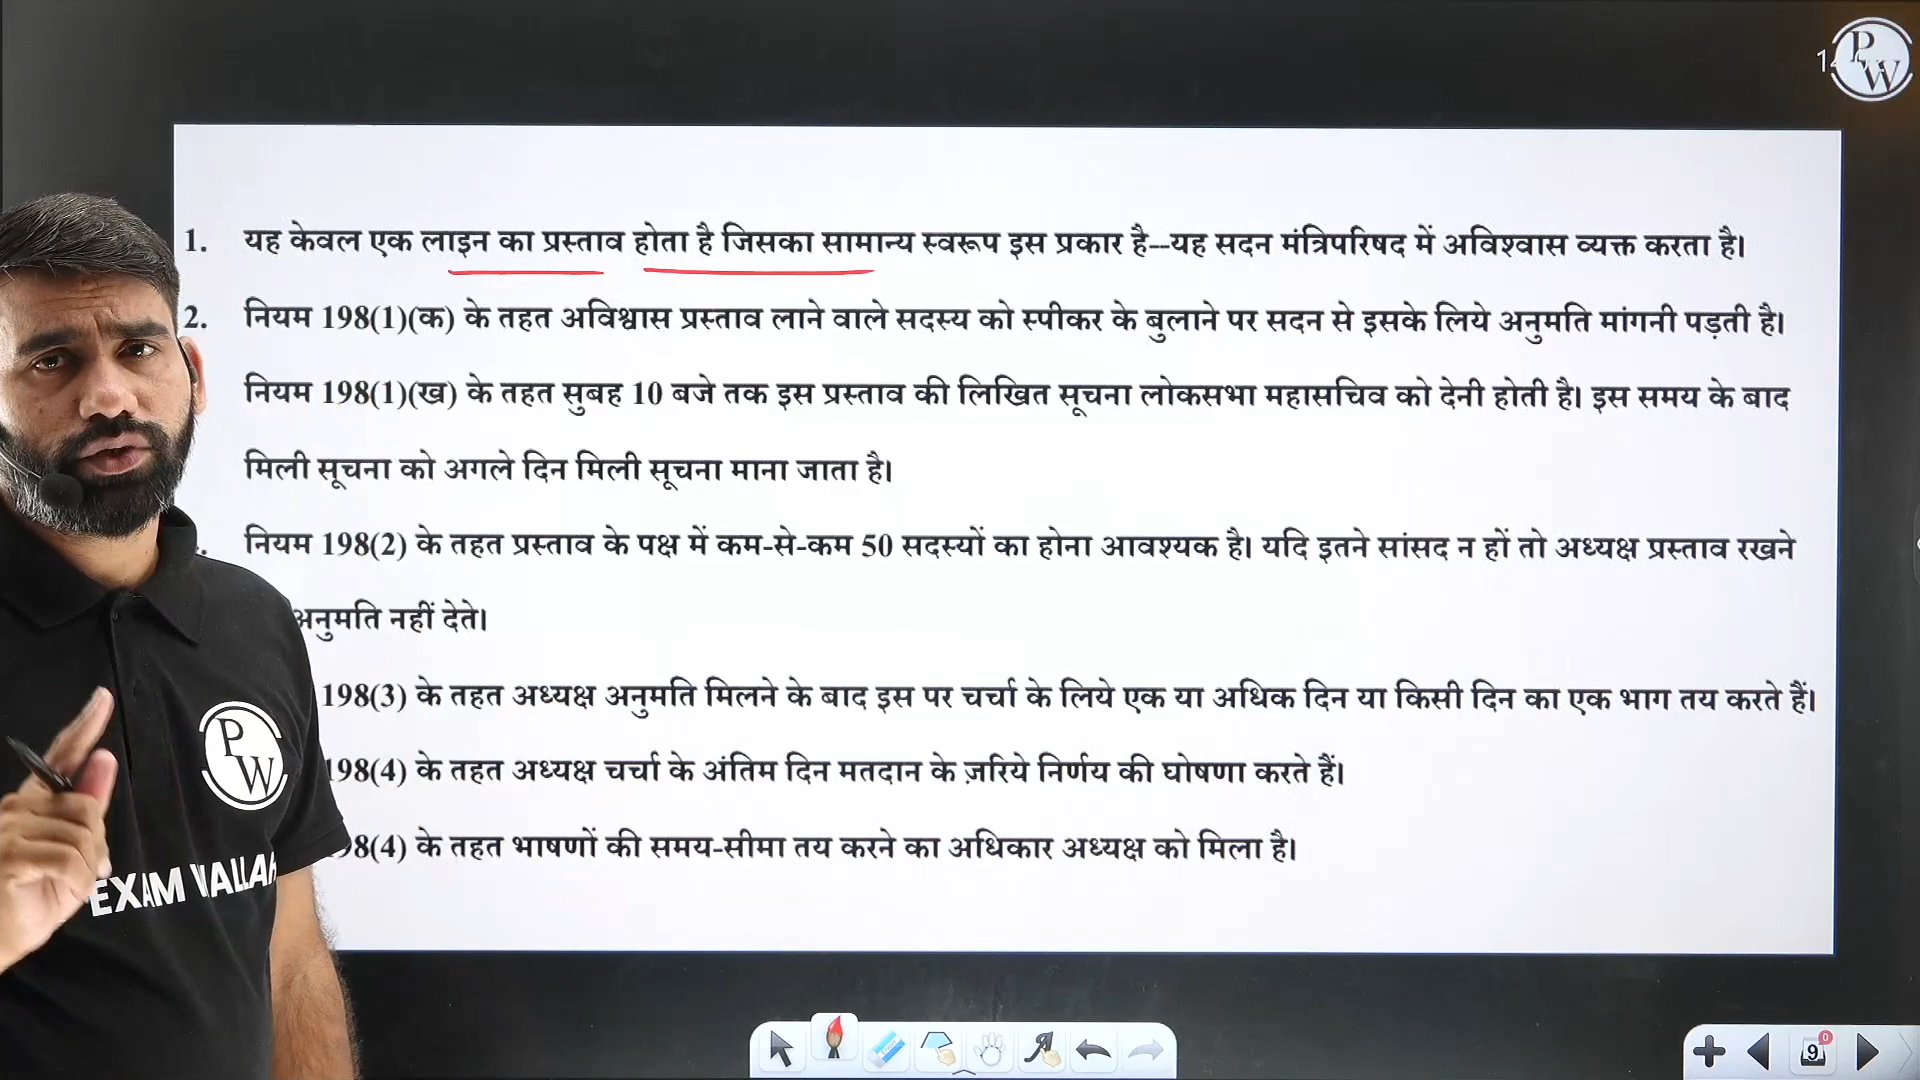 PW
1. यह केवल एक लाइन का प्रस्ताव होता है जिसका सामान्य स्वरूप इस प्रकार है--यह सदन मंत्रिपरिषद में अविश्वास व्यक्त करता है।
2. नियम 198(1)(क) के तहत अविश्वास प्रस्ताव लाने वाले सदस्य को स्पीकर के बुलाने पर सदन से इसके लिये अनुमति मांगनी पड़ती है।
नियम 198(1)(ख) के तहत सुबह 10 बजे तक इस प्रस्ताव की लिखित सूचना लोकसभा महासचिव को देनी होती है। इस समय के बाद
मिली सूचना को अगले दिन मिली सूचना माना जाता है।
नियम 198(2) के तहत प्रस्ताव के पक्ष में कम-से-कम 50 सदस्यों का होना आवश्यक है। यदि इतने सांसद न हों तो अध्यक्ष प्रस्ताव रखने
अनुमति नहीं देते।
198(3) के तहत अध्यक्ष अनुमति मिलने के बाद इस पर चर्चा के लिये एक या अधिक दिन या किसी दिन का एक भाग तय करते हैं।
198(4) के तहत अध्यक्ष चर्चा के अंतिम दिन मतदान के ज़रिये निर्णय की घोषणा करते हैं।
98(4) के तहत भाषणों की समय-सीमा तय करने का अधिकार अध्यक्ष को मिला है।
PW
EXAM WALLAH
9
0